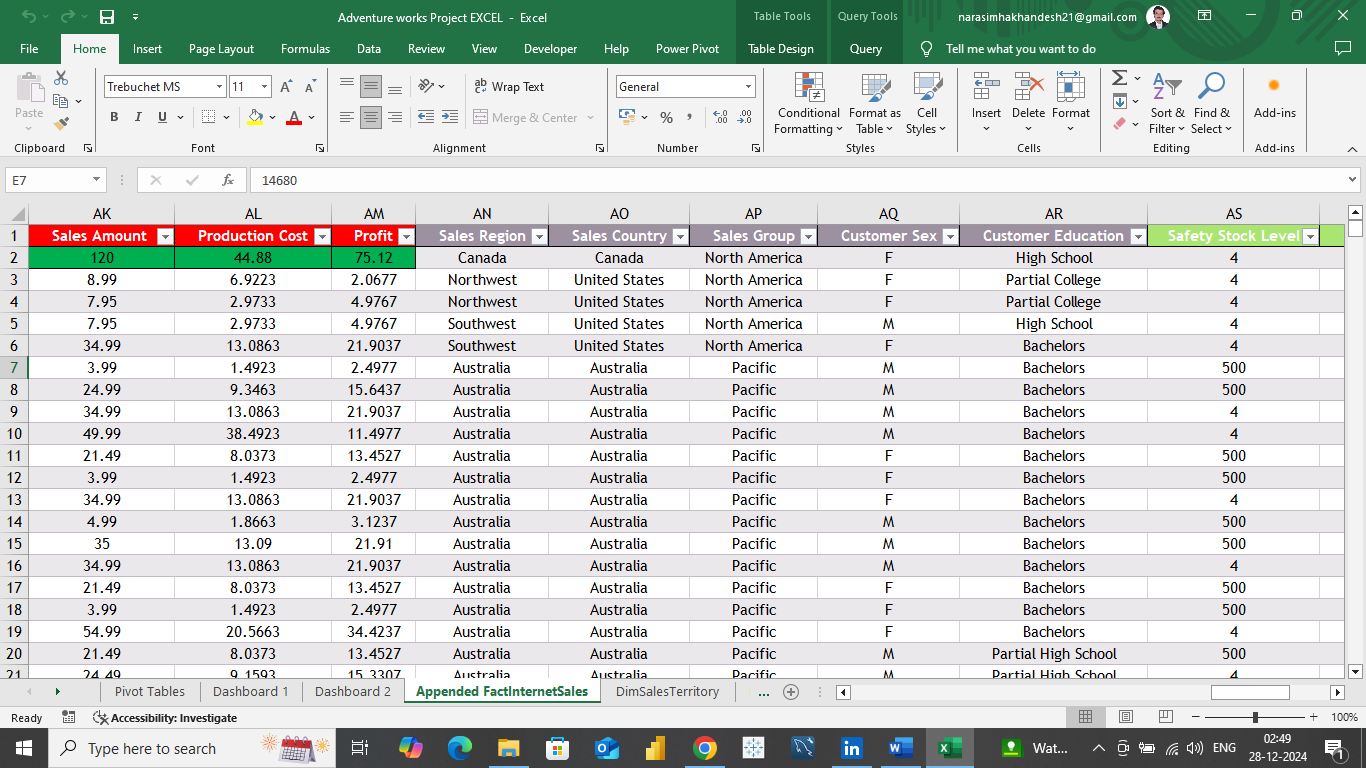 Adventure works Project EXCEL - Excel
Table Tools
Query Tools
narasimhakhandesh21@gmail.com
File Home Insert Page Layout Formulas Data Review View Developer Help Power Pivot Table Design Query Tell me what you want to do
Paste
Clipboard
Trebuchet MS 11
B I U A
Font
ab Wrap Text
Merge & Center
Alignment
General
% ,
Number
Conditional Formatting
Format as Table
Cell Styles
Styles
Insert Delete Format
Cells
Sort & Filter
Find & Select
Editing
Add-ins
Add-ins
E7 fx 14680
AK AL AM AN AO AP AQ AR AS
1 Sales Amount Production Cost Profit Sales Region Sales Country Sales Group Customer Sex Customer Education Safety Stock Level
2 120 44.88 75.12 Canada Canada North America F High School 4
3 8.99 6.9223 2.0677 Northwest United States North America F Partial College 4
4 7.95 2.9733 4.9767 Northwest United States North America F Partial College 4
5 7.95 2.9733 4.9767 Southwest United States North America M High School 4
6 34.99 13.0863 21.9037 Southwest United States North America F Bachelors 4
7 3.99 1.4923 2.4977 Australia Australia Pacific M Bachelors 500
8 24.99 9.3463 15.6437 Australia Australia Pacific M Bachelors 500
9 34.99 13.0863 21.9037 Australia Australia Pacific M Bachelors 4
10 49.99 38.4923 11.4977 Australia Australia Pacific M Bachelors 4
11 21.49 8.0373 13.4527 Australia Australia Pacific F Bachelors 500
12 3.99 1.4923 2.4977 Australia Australia Pacific F Bachelors 500
13 34.99 13.0863 21.9037 Australia Australia Pacific F Bachelors 4
14 4.99 1.8663 3.1237 Australia Australia Pacific M Bachelors 500
15 35 13.09 21.91 Australia Australia Pacific M Bachelors 500
16 34.99 13.0863 21.9037 Australia Australia Pacific M Bachelors 4
17 21.49 8.0373 13.4527 Australia Australia Pacific F Bachelors 500
18 3.99 1.4923 2.4977 Australia Australia Pacific F Bachelors 500
19 54.99 20.5663 34.4237 Australia Australia Pacific F Bachelors 4
20 21.49 8.0373 13.4527 Australia Australia Pacific M Partial High School 500
21 24.49 9.1593 15.3307 Australia Australia Pacific M Partial High School 4
Pivot Tables Dashboard 1 Dashboard 2 Appended FactInternetSales DimSalesTerritory ...
Ready Accessibility: Investigate 100%
Type here to search
Wat...
ENG
02:49
28-12-2024
1